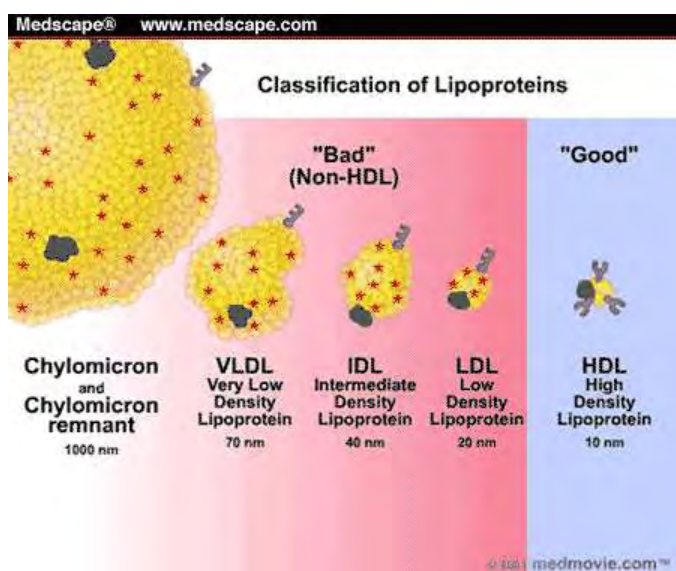 Medscape® www.medscape.com
Classification of Lipoproteins
"Bad"
(Non-HDL)
"Good"
Chylomicron
and
Chylomicron
remnant
1000 nm
VLDL
Very Low
Density
Lipoprotein
70 nm
IDL
Intermediate
Density
Lipoprotein
40 nm
LDL
Low
Density
Lipoprotein
20 nm
HDL
High
Density
Lipoprotein
10 nm
medmovie.com™